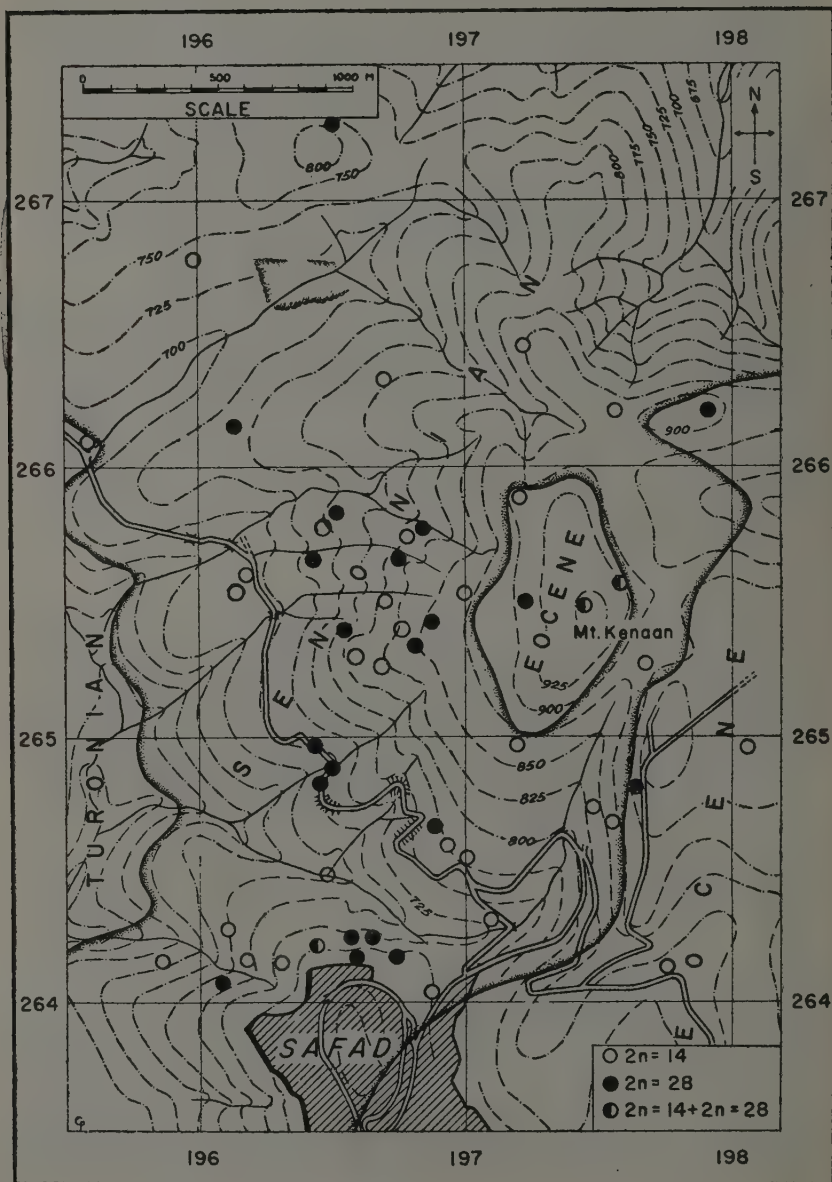 196 197 198
0 500 1000 M
SCALE
N
S
800
750
267 267
800
775
750
725
700
675
750
725
700
SENNAN
266 266
900
EOCENE
Mt. Kenaan
925
900
TURONIAN
265 265
850
825
800
725
EOCENE
264 264
SAFAD
2n = 14
2n = 28
2n = 14 + 2n = 28
196 197 198